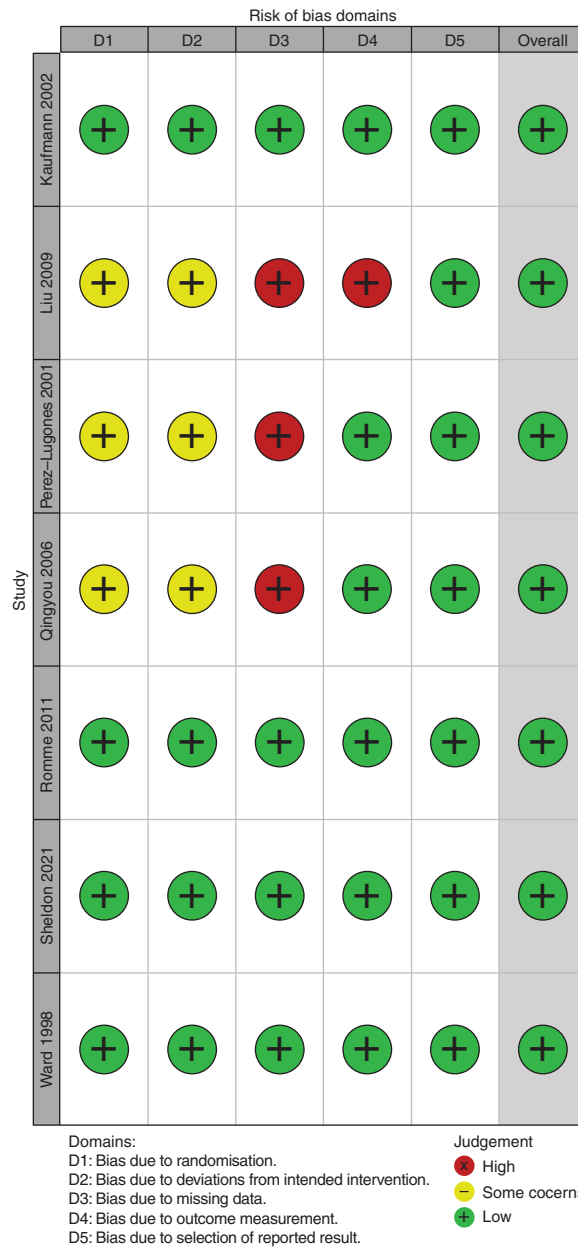 Risk of bias domains
D1 D2 D3 D4 D5 Overall
Study
Kaufmann 2002
+ + + + + +
Liu 2009
+ + + + + +
Perez–Lugones 2001
+ + + + + +
Qingyou 2006
+ + + + + +
Romme 2011
+ + + + + +
Sheldon 2021
+ + + + + +
Ward 1998
+ + + + + +
Domains:
D1: Bias due to randomisation.
D2: Bias due to deviations from intended intervention.
D3: Bias due to missing data.
D4: Bias due to outcome measurement.
D5: Bias due to selection of reported result.
Judgement
X High
– Some cocerns
+ Low